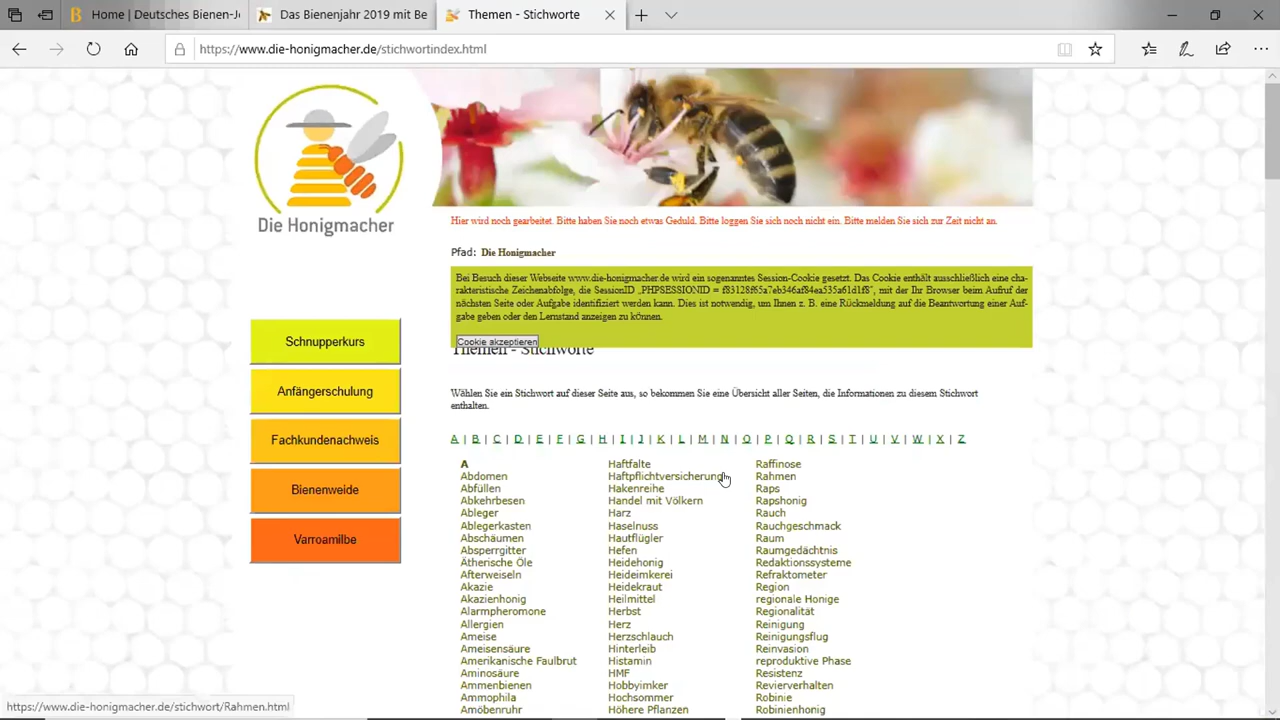 Home | Deutsches Bienen-J
Das Bienenjahr 2019 mit Be
Themen - Stichworte
https://www.die-honigmacher.de/stichwortindex.html
Die Honigmacher
Hier wird noch gearbeitet. Bitte haben Sie noch etwas Geduld. Bitte loggen Sie sich noch nicht ein. Bitte melden Sie sich zur Zeit nicht an.
Pfad: Die Honigmacher
Bei Besuch dieser Webseite www.die-honigmacher.de wird ein sogenanntes Session-Cookie gesetzt. Das Cookie enthält ausschließlich eine cha-
rakteristische Zeichenabfolge, die SessionID „PHPSESSIONID = f83128f65a7eb346af84ea535a61d1f8", mit der Ihr Browser beim Aufruf der
nächsten Seite oder Aufgabe identifiziert werden kann. Dies ist notwendig, um Ihnen z. B. eine Rückmeldung auf die Beantwortung einer Auf-
gabe geben oder den Lernstand anzeigen zu können.
Cookie akzeptieren
Themen - Stichworte
Schnupperkurs
Anfängerschulung
Fachkundenachweis
Bienenweide
Varroamilbe
Wählen Sie ein Stichwort auf dieser Seite aus, so bekommen Sie eine Übersicht aller Seiten, die Informationen zu diesem Stichwort
enthalten.
A | B | C | D | E | F | G | H | I | J | K | L | M | N | O | P | Q | R | S | T | U | V | W | X | Z
A
Abdomen
Abfüllen
Abkehrbesen
Ableger
Ablegerkasten
Abschäumen
Absperrgitter
Ätherische Öle
Afterweiseln
Akazie
Akazienhonig
Alarmpheromone
Allergien
Ameise
Ameisensäure
Amerikanische Faulbrut
Aminosäure
Ammenbienen
Ammophila
Amöbenruhr
Haftfalte
Haftpflichtversicherung
Hakenreihe
Handel mit Völkern
Harz
Haselnuss
Hautflügler
Hefen
Heidehonig
Heideimkerei
Heidekraut
Heilmittel
Herbst
Herz
Herzschlauch
Hinterleib
Histamin
HMF
Hobbyimker
Hochsommer
Höhere Pflanzen
Raffinose
Rahmen
Raps
Rapshonig
Rauch
Rauchgeschmack
Raum
Raumgedächtnis
Redaktionssysteme
Refraktometer
Region
regionale Honige
Regionalität
Reinigung
Reinigungsflug
Reinvasion
reproduktive Phase
Resistenz
Revierverhalten
Robinie
Robinienhonig
https://www.die-honigmacher.de/stichwort/Rahmen.html